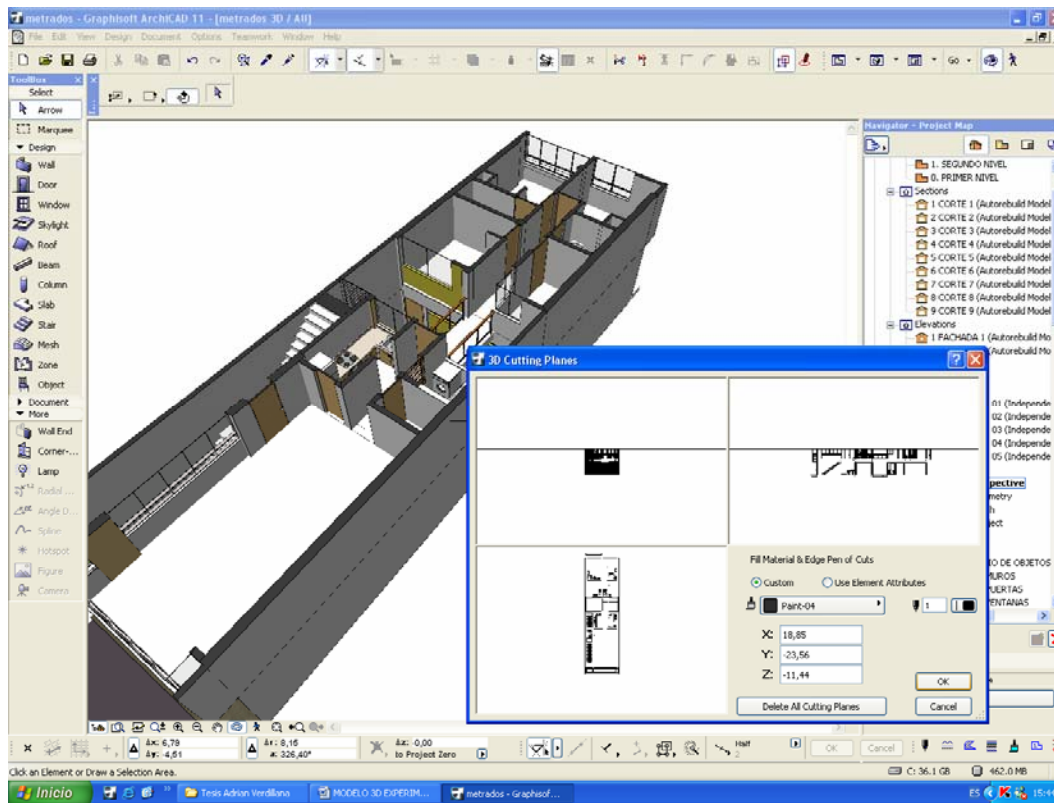 metrados - Graphisoft ArchiCAD 11 - [metrados 3D / All]
File Edit View Design Document Options Teamwork Window Help
Go
ToolBox
Select
Arrow
Marquee
Design
Wall
Door
Window
Skylight
Roof
Beam
Column
Slab
Stair
Mesh
Zone
Object
Document
More
Wall End
Corner-...
Lamp
Radial ...
Angle D...
Spline
Hotspot
Figure
Camera
Navigator - Project Map
1. SEGUNDO NIVEL
0. PRIMER NIVEL
Sections
1 CORTE 1 (Autorebuild Model
2 CORTE 2 (Autorebuild Model
3 CORTE 3 (Autorebuild Model
4 CORTE 4 (Autorebuild Model
5 CORTE 5 (Autorebuild Model
6 CORTE 6 (Autorebuild Model
7 CORTE 7 (Autorebuild Model
8 CORTE 8 (Autorebuild Model
9 CORTE 9 (Autorebuild Model
Elevations
1 FACHADA 1 (Autorebuild Mo
(Autorebuild Mo
01 (Independe
02 (Independe
03 (Independe
04 (Independe
05 (Independe
pective
metry
h
ject
IO DE OBJETOS
MUROS
PUERTAS
VENTANAS
3D Cutting Planes
Fill Material & Edge Pen of Cuts
Custom Use Element Attributes
Paint-04 1
X: 18,85
Y: -23,56
Z: -11,44
OK
Delete All Cutting Planes Cancel
Δx: 6,79 Δr: 8,15 Δz: -0,00 Half
Δy: -4,51 a: 326,40° to Project Zero 2
OK Cancel
Click an Element or Draw a Selection Area.
C: 36.1 GB 462.0 MB
Inicio Tesis Adrian Verdillana MODELO 3D EXPERIM... metrados - Graphisof... ES 15:44